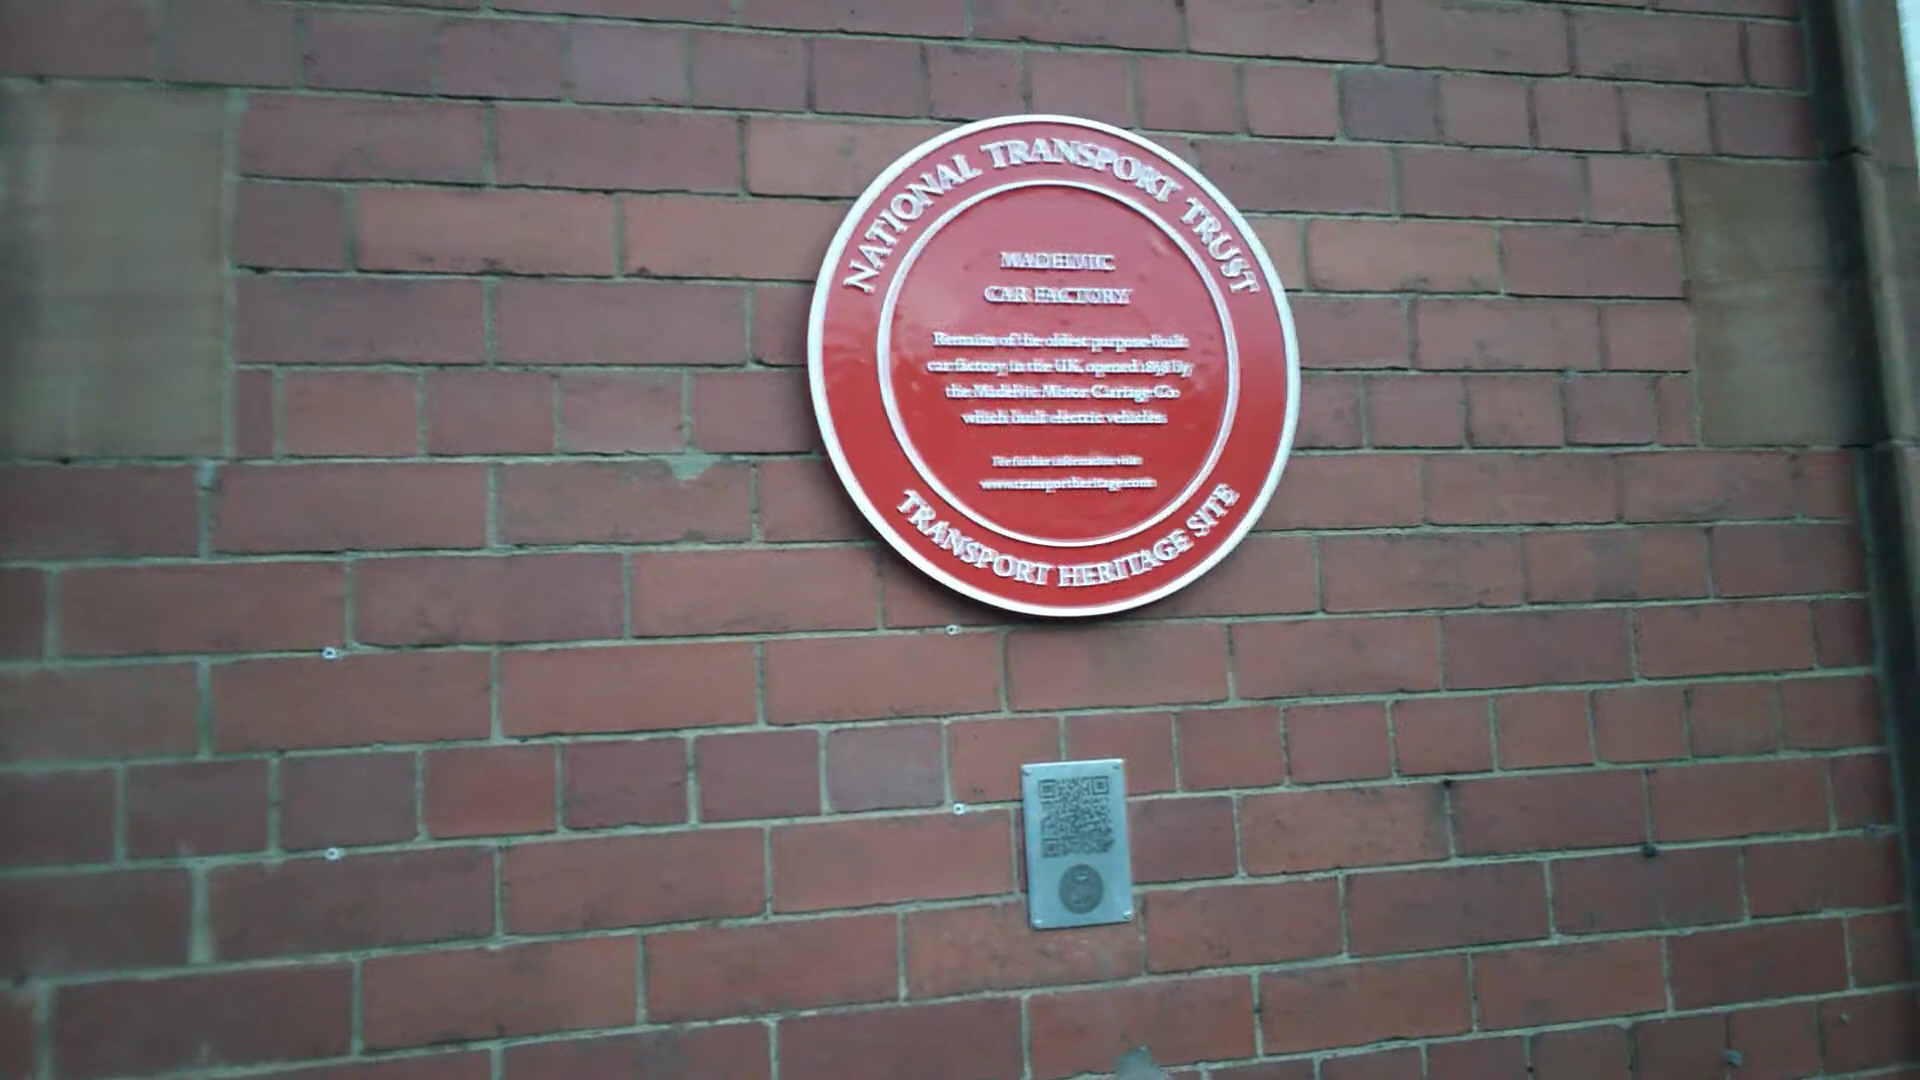 NATIONAL TRANSPORT TRUST
MADELVIC
CAR FACTORY
Remains of the oldest purpose-built
car factory in the UK, opened 1898 by
the Madelvic Motor Carriage Co
which built electric vehicles.
For further information visit:
www.transportheritage.com
TRANSPORT HERITAGE SITE